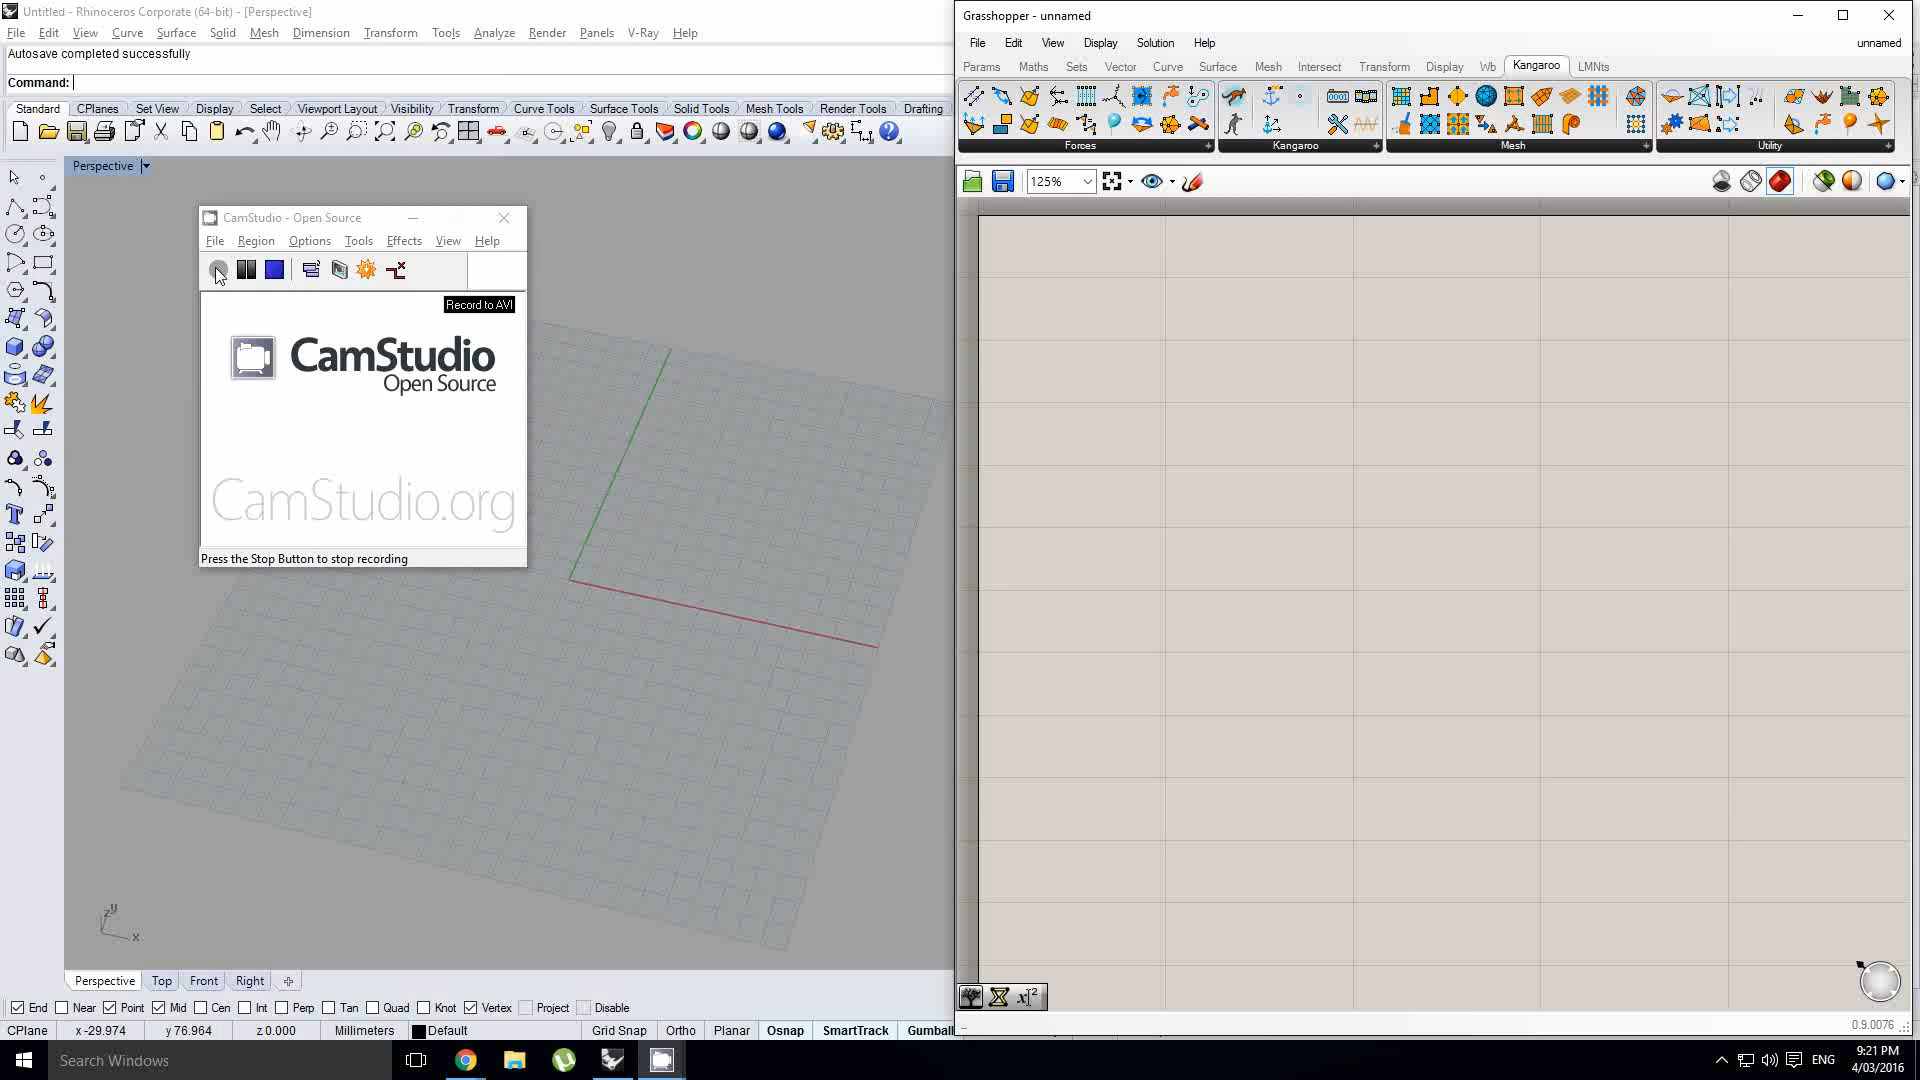 Untitled - Rhinoceros Corporate (64-bit) - [Perspective]
File Edit View Curve Surface Solid Mesh Dimension Transform Tools Analyze Render Panels V-Ray Help
Autosave completed successfully
Command:
Standard CPlanes Set View Display Select Viewport Layout Visibility Transform Curve Tools Surface Tools Solid Tools Mesh Tools Render Tools Drafting
Perspective
CamStudio - Open Source
File Region Options Tools Effects View Help
Record to AVI
CamStudio
Open Source
CamStudio.org
Press the Stop Button to stop recording
z y
x
Perspective Top Front Right
End Near Point Mid Cen Int Perp Tan Quad Knot Vertex Project Disable
CPlane x -29.974 y 76.964 z 0.000 Millimeters Default Grid Snap Ortho Planar Osnap SmartTrack Gumball
Grasshopper - unnamed
File Edit View Display Solution Help unnamed
Params Maths Sets Vector Curve Surface Mesh Intersect Transform Display Wb Kangaroo LMNts
Forces Kangaroo Mesh Utility
125%
0.9.0076
Search Windows
ENG
9:21 PM
4/03/2016